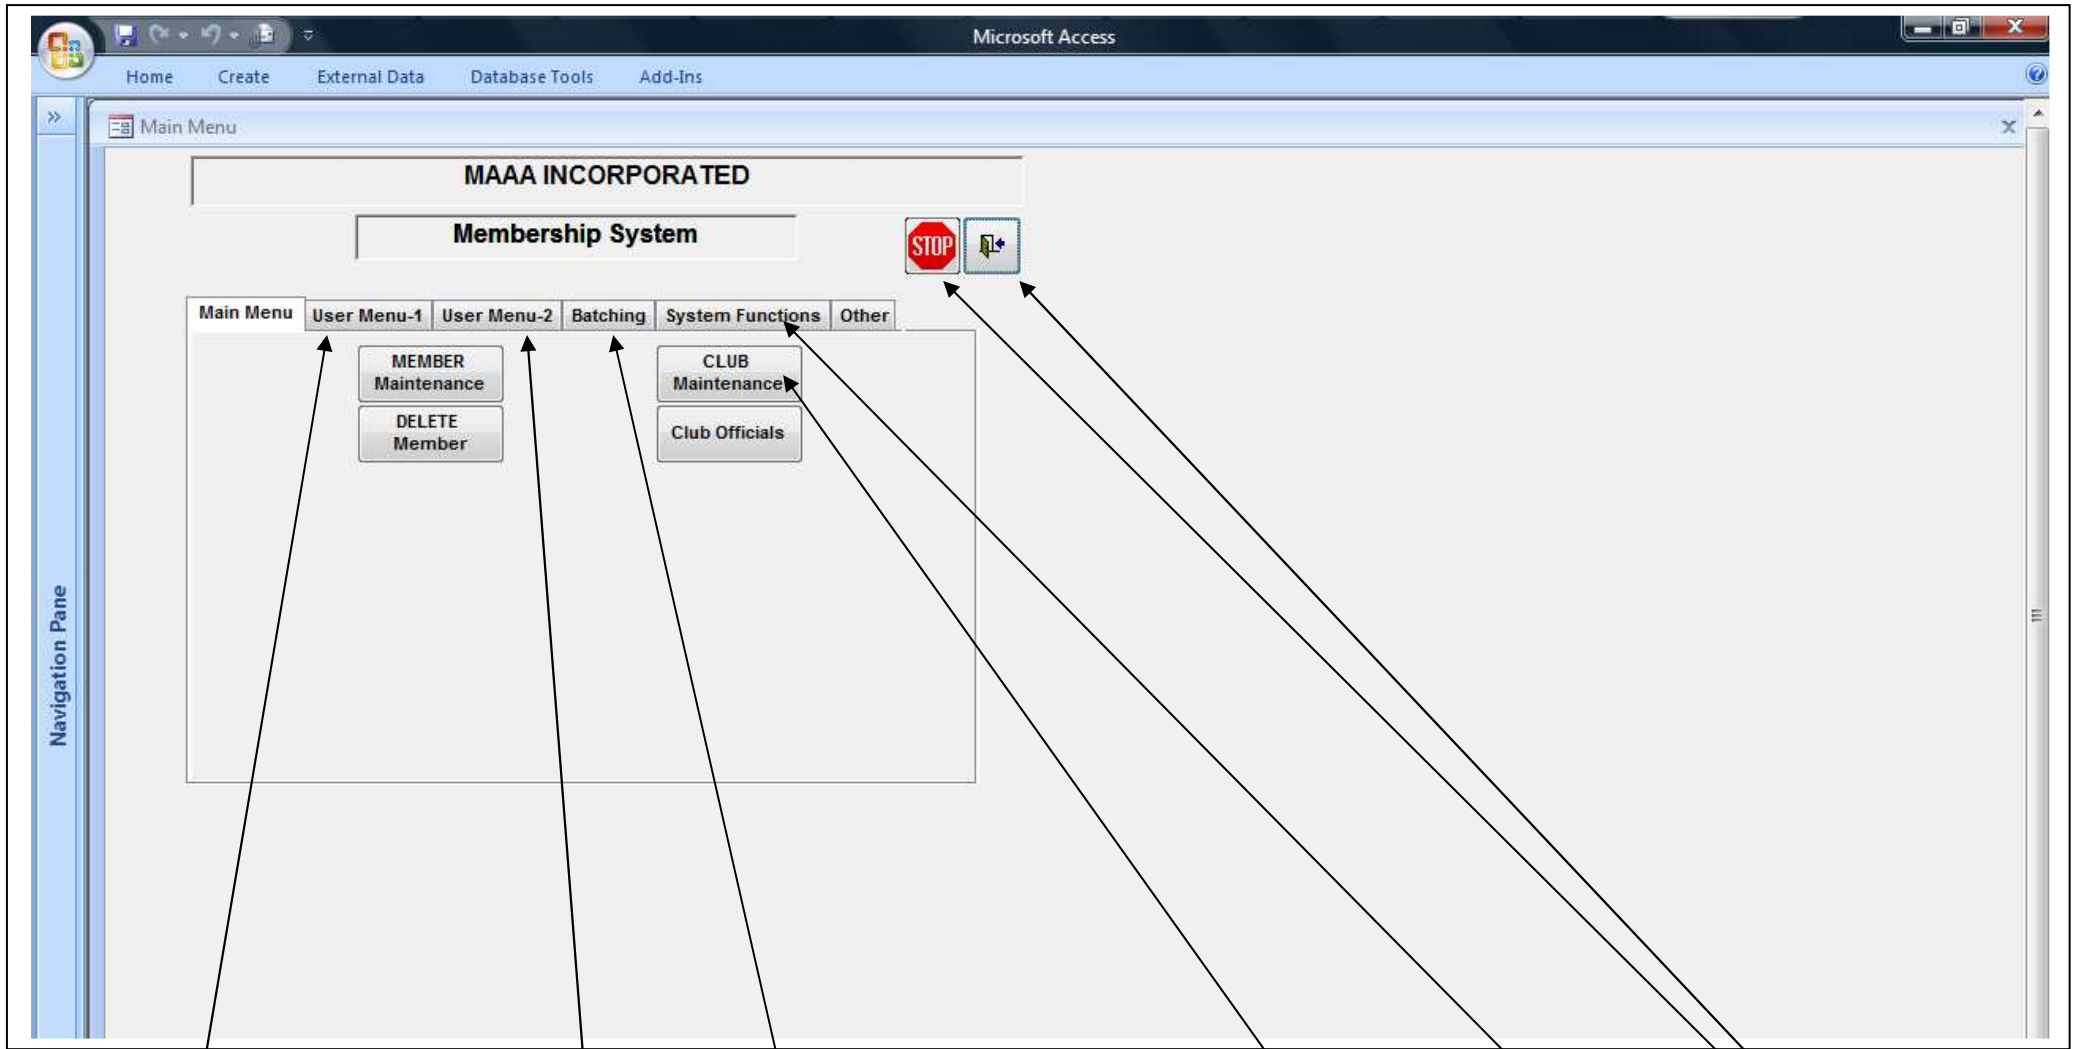 Microsoft Access
Home Create External Data Database Tools Add-Ins
Main Menu
MAAA INCORPORATED
Membership System
STOP
Main Menu User Menu-1 User Menu-2 Batching System Functions Other
MEMBER
Maintenance
CLUB
Maintenance
DELETE
Member
Club Officials
Navigation Pane